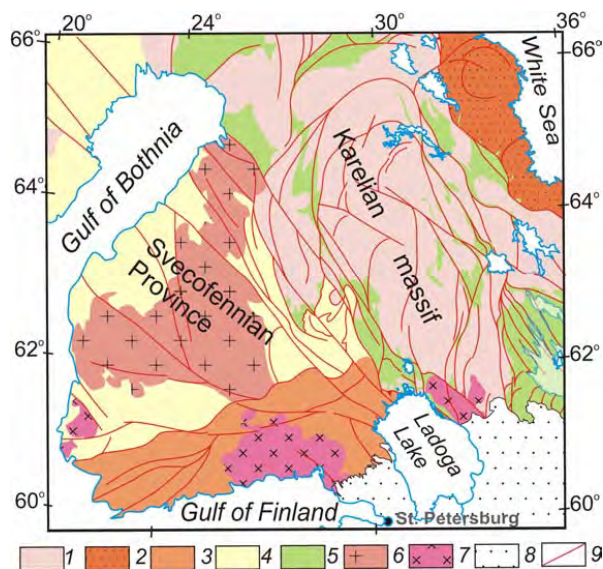 20° 24° 30° 36°
66° 66°
White Sea
Gulf of Bothnia
Karelian
massif
64° 64°
Svecofennian
Province
62° 62°
Ladoga
Lake
60° 60°
Gulf of Finland
St. Petersburg
1 2 3 4 5 6 7 8 9